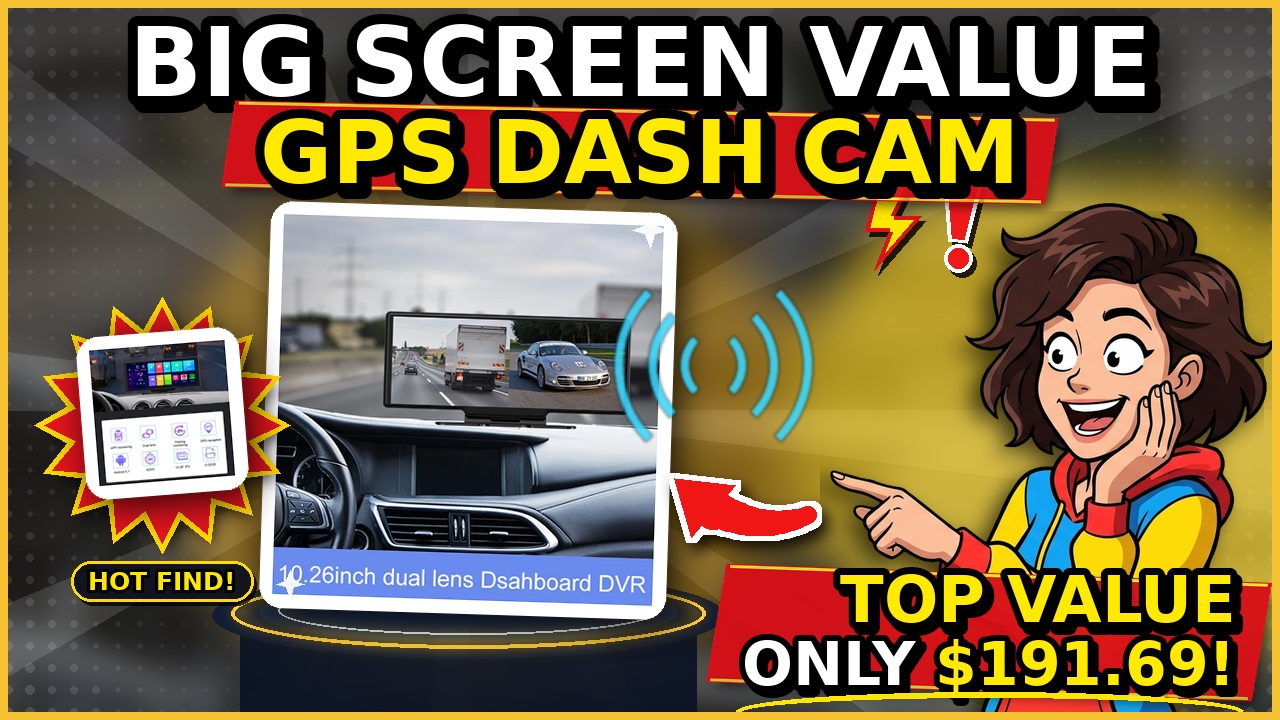 BIG SCREEN VALUE
GPS DASH CAM
HOT FIND!
10.26inch dual lens Dsahboard DVR
TOP VALUE
ONLY $191.69!